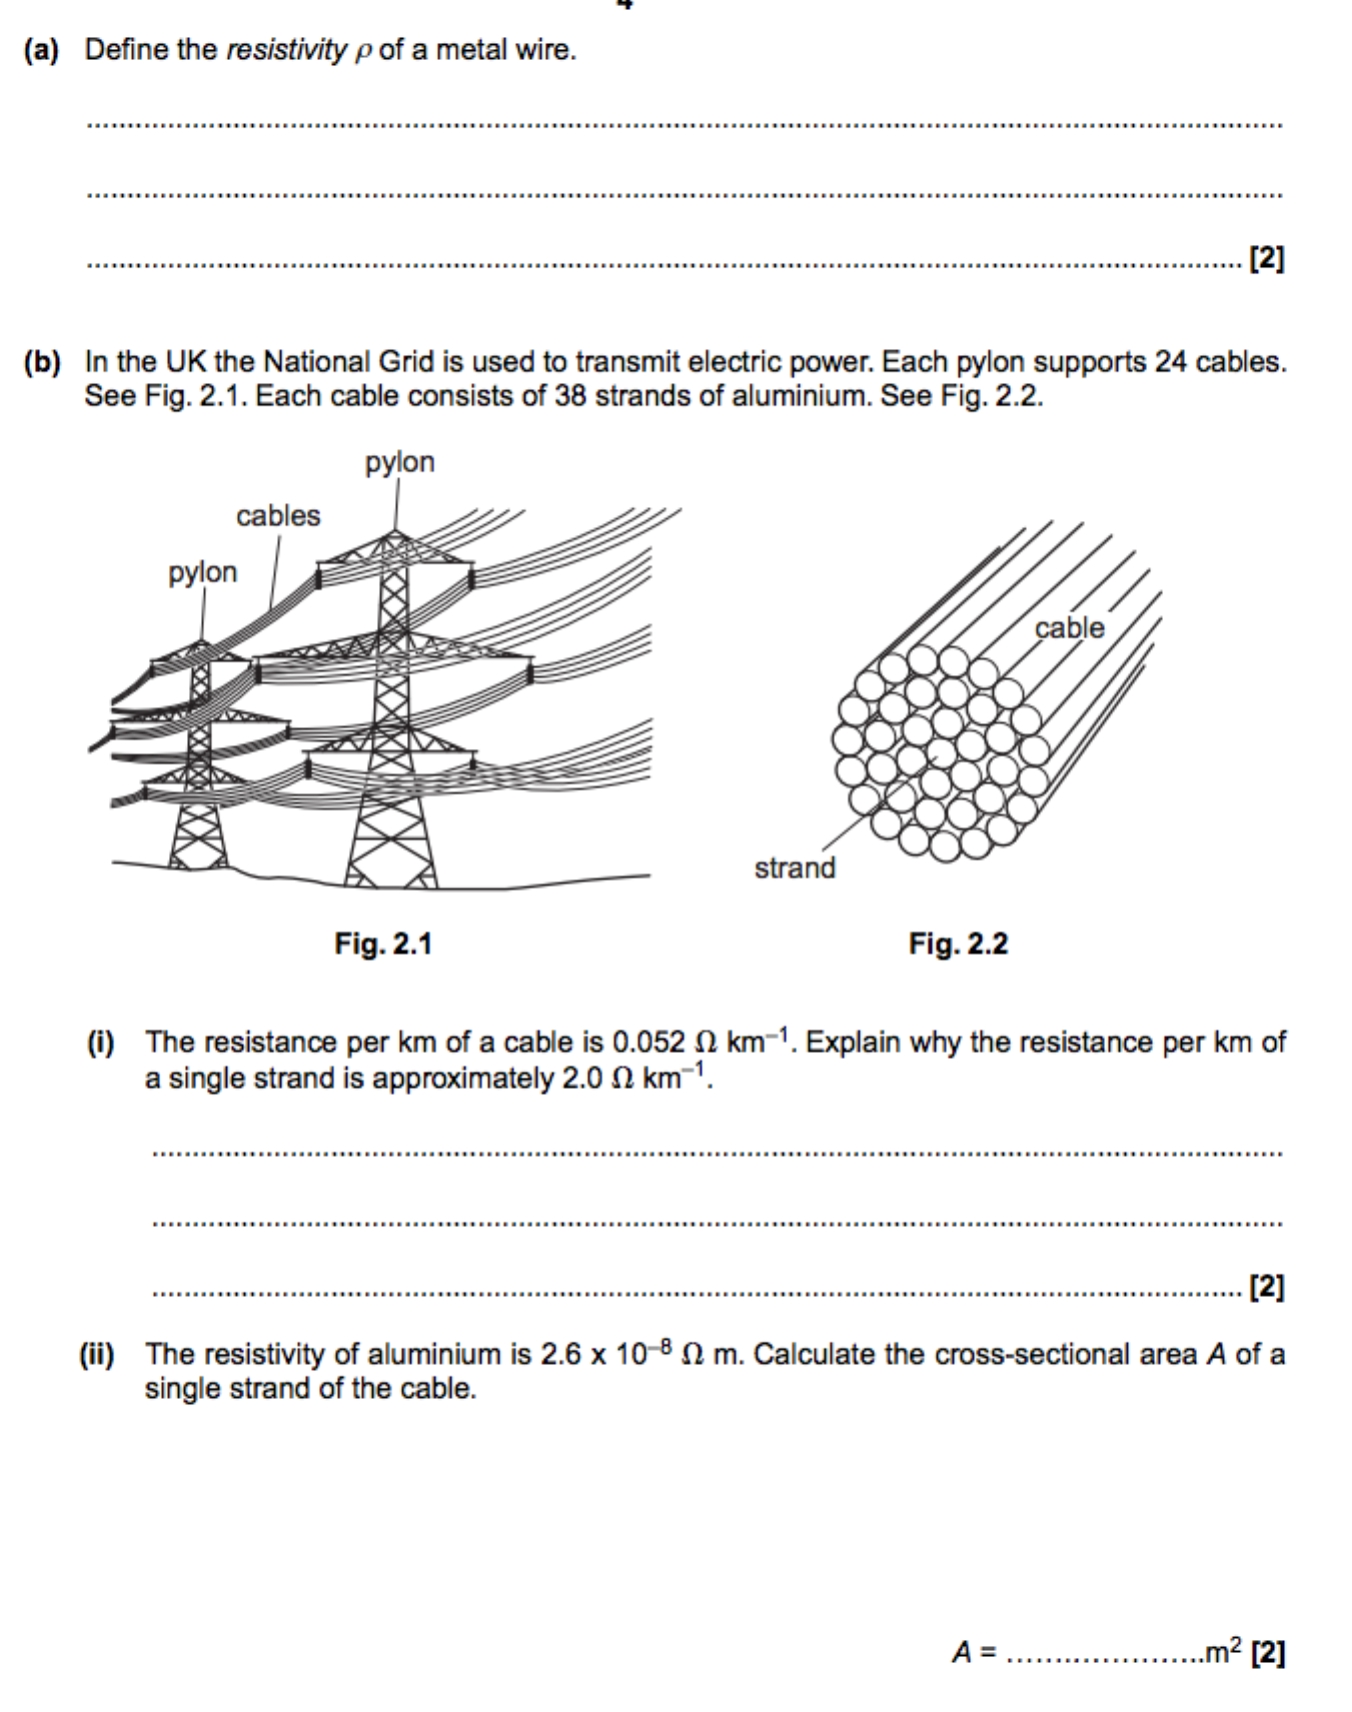 4
(a) Define the resistivity ρ of a metal wire.
[2]
(b) In the UK the National Grid is used to transmit electric power. Each pylon supports 24 cables.
See Fig. 2.1. Each cable consists of 38 strands of aluminium. See Fig. 2.2.
pylon
cables
pylon
cable
strand
Fig. 2.1
Fig. 2.2
(i) The resistance per km of a cable is 0.052 Ω km⁻¹. Explain why the resistance per km of
a single strand is approximately 2.0 Ω km⁻¹.
[2]
(ii) The resistivity of aluminium is 2.6 x 10⁻⁸ Ω m. Calculate the cross-sectional area A of a
single strand of the cable.
A = ........................m² [2]